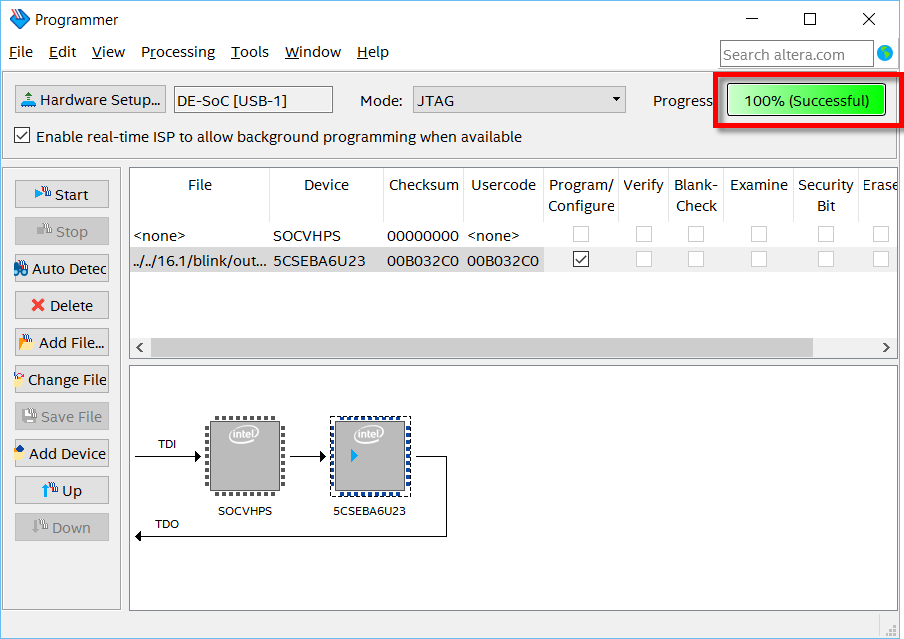 Programmer
File Edit View Processing Tools Window Help
Search altera.com
Hardware Setup... DE-SoC [USB-1] Mode: JTAG Progress 100% (Successful)
Enable real-time ISP to allow background programming when available
Start
Stop
Auto Detec
Delete
Add File...
Change File
Save File
Add Device
Up
Down
File Device Checksum Usercode Program/ Verify Blank- Examine Security Erase
Configure Check Bit
<none> SOCVHPS 00000000 <none>
../../16.1/blink/out... 5CSEBA6U23 00B032C0 00B032C0
TDI
intel intel
SOCVHPS 5CSEBA6U23
TDO